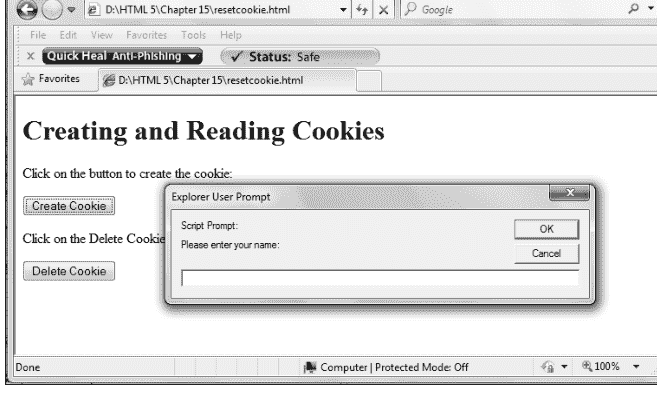 D:\HTML 5\Chapter 15\resetcookie.html Google
File Edit View Favorites Tools Help
x Quick Heal Anti-Phishing Status: Safe
Favorites D:\HTML 5\Chapter 15\resetcookie.html
Creating and Reading Cookies
Click on the button to create the cookie:
Create Cookie
Click on the Delete Cookie
Delete Cookie
Explorer User Prompt
Script Prompt:
Please enter your name:
OK
Cancel
Done Computer | Protected Mode: Off 100%